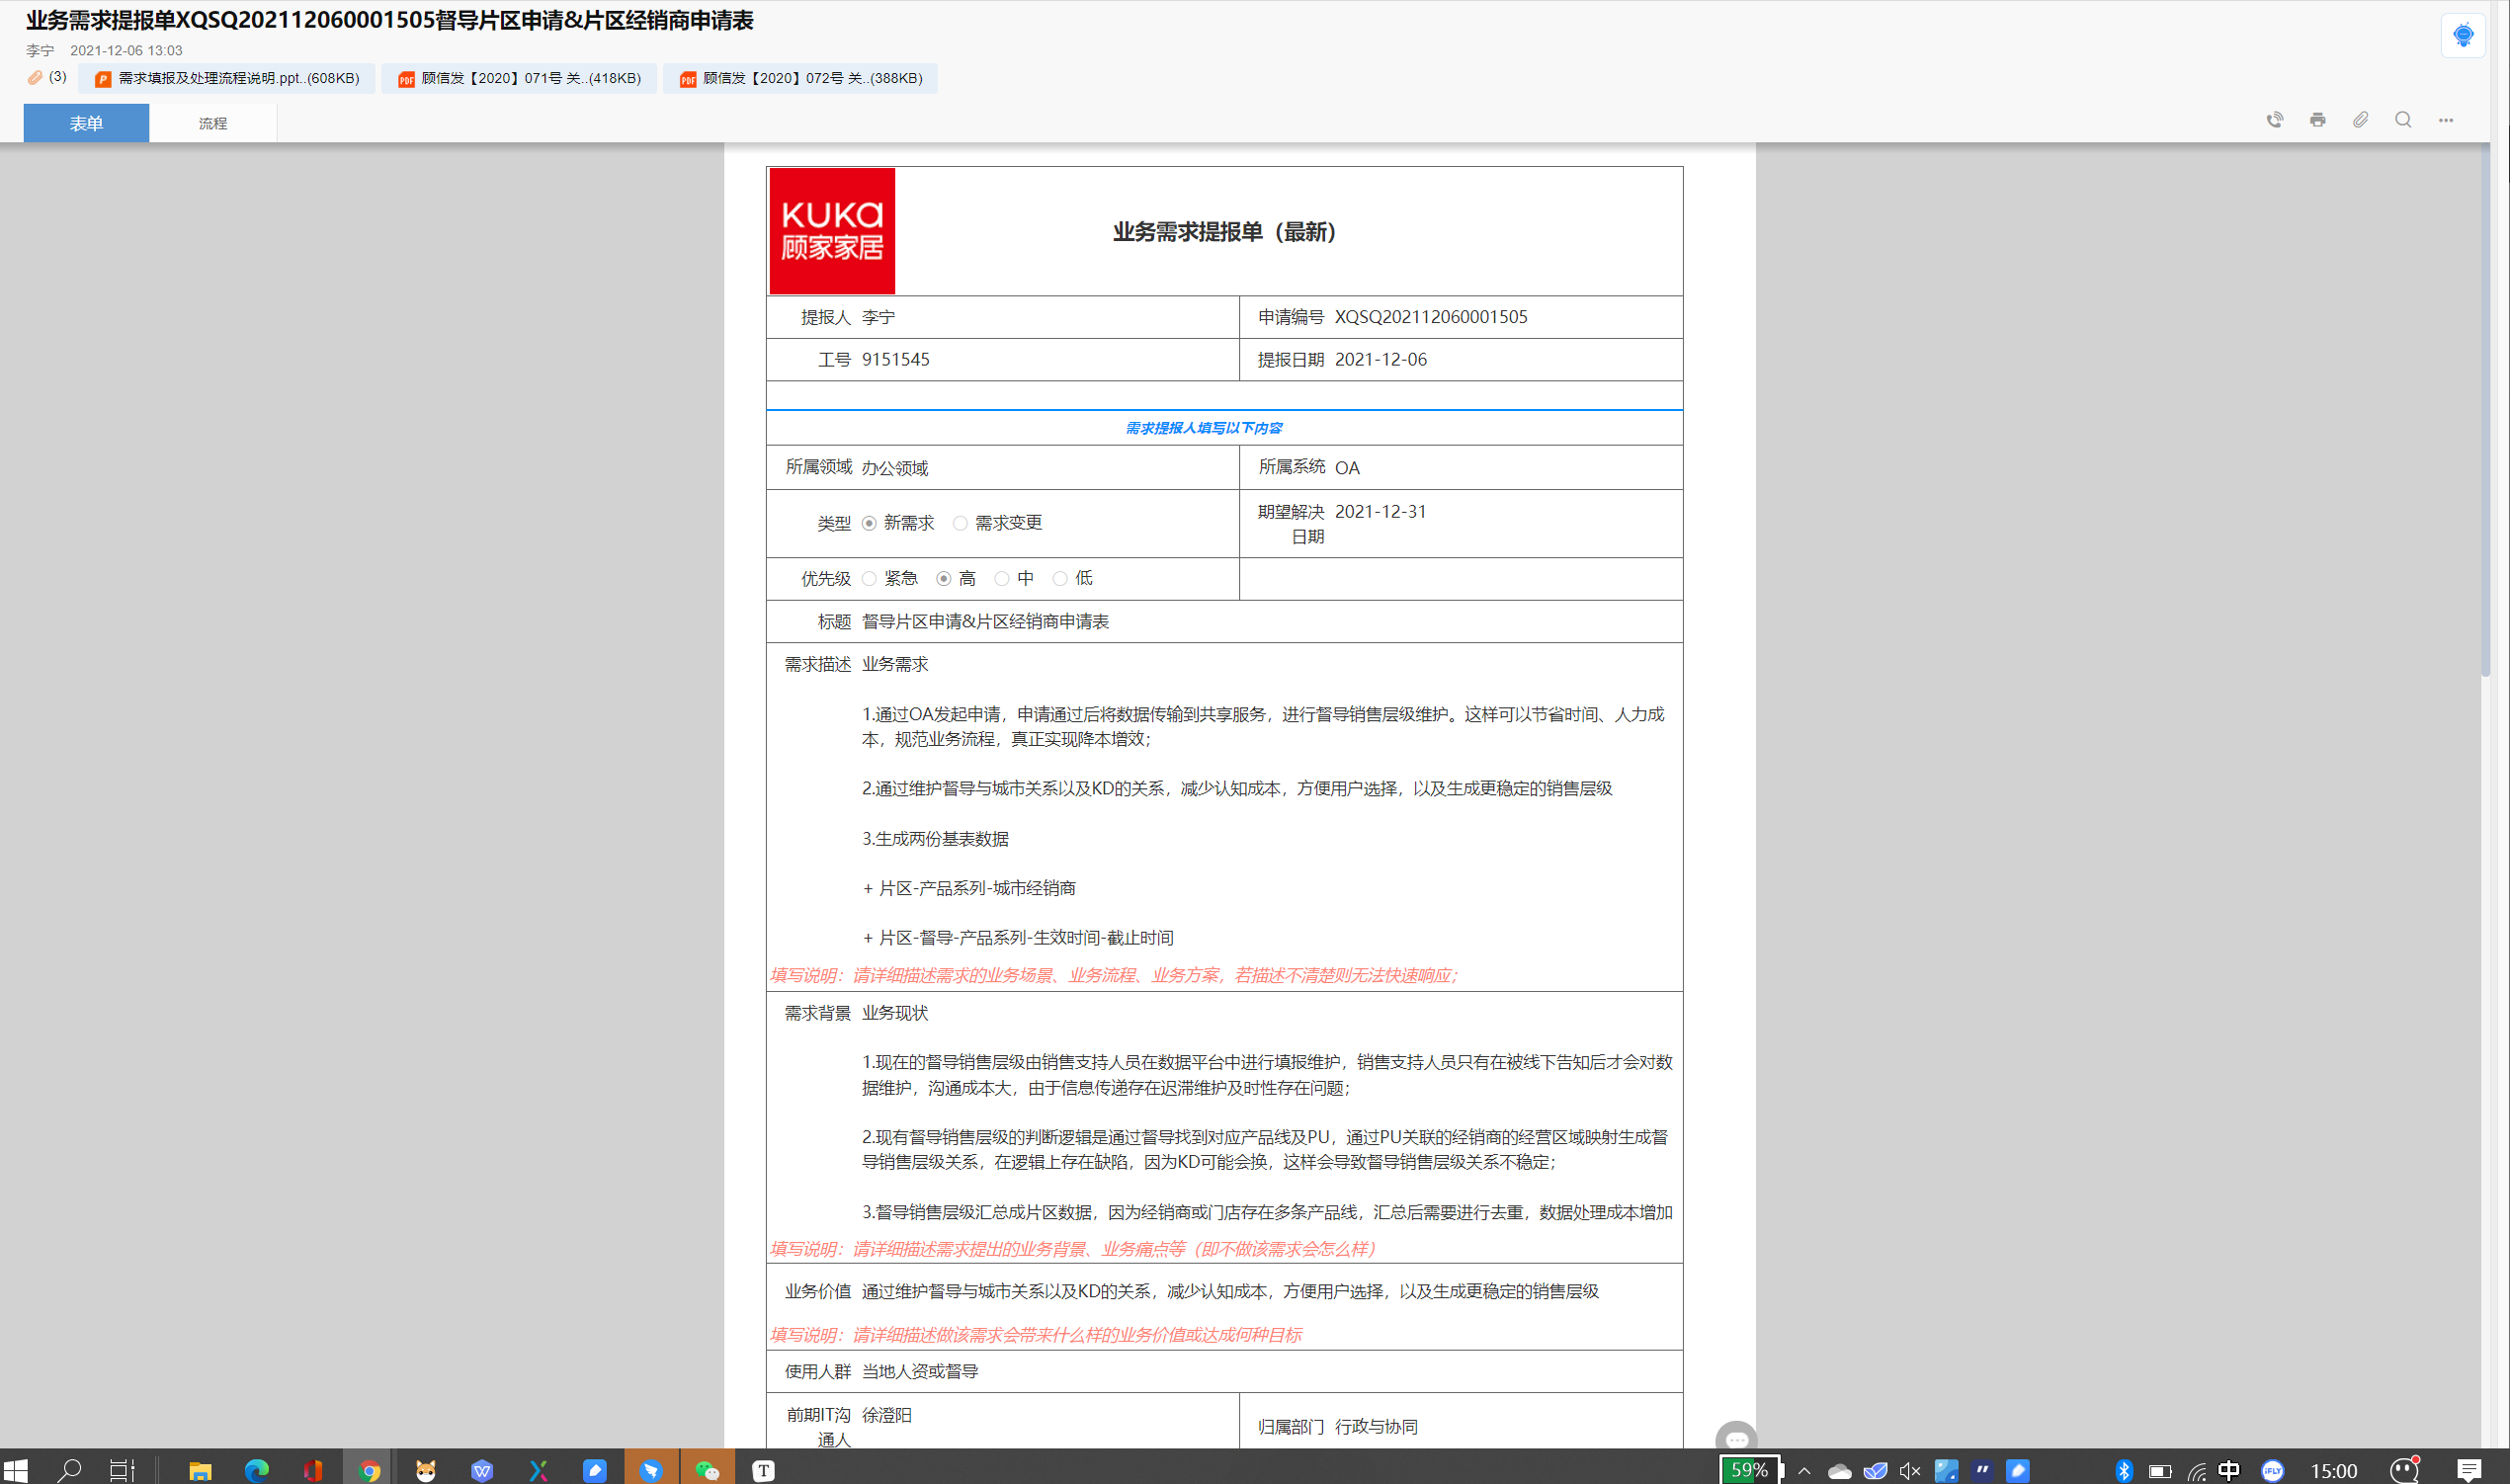 业务需求提报单XQSQ202112060001505督导片区申请&片区经销商申请表
李宁 2021-12-06 13:03
(3) 需求填报及处理流程说明.ppt..(608KB) 顾信发【2020】071号 关..(418KB) 顾信发【2020】072号 关..(388KB)
表单 流程
KUKa
顾家家居
业务需求提报单（最新）
提报人 李宁 申请编号 XQSQ202112060001505
工号 9151545 提报日期 2021-12-06
需求提报人填写以下内容
所属领域 办公领域 所属系统 OA
类型 新需求 需求变更 期望解决 2021-12-31
日期
优先级 紧急 高 中 低
标题 督导片区申请&片区经销商申请表
需求描述 业务需求
1.通过OA发起申请，申请通过后将数据传输到共享服务，进行督导销售层级维护。这样可以节省时间、人力成
本，规范业务流程，真正实现降本增效；
2.通过维护督导与城市关系以及KD的关系，减少认知成本，方便用户选择，以及生成更稳定的销售层级
3.生成两份基表数据
+ 片区-产品系列-城市经销商
+ 片区-督导-产品系列-生效时间-截止时间
填写说明：请详细描述需求的业务场景、业务流程、业务方案，若描述不清楚则无法快速响应；
需求背景 业务现状
1.现在的督导销售层级由销售支持人员在数据平台中进行填报维护，销售支持人员只有在被线下告知后才会对数
据维护，沟通成本大，由于信息传递存在迟滞维护及时性存在问题；
2.现有督导销售层级的判断逻辑是通过督导找到对应产品线及PU，通过PU关联的经销商的经营区域映射生成督
导销售层级关系，在逻辑上存在缺陷，因为KD可能会换，这样会导致督导销售层级关系不稳定；
3.督导销售层级汇总成片区数据，因为经销商或门店存在多条产品线，汇总后需要进行去重，数据处理成本增加
填写说明：请详细描述需求提出的业务背景、业务痛点等（即不做该需求会怎么样）
业务价值 通过维护督导与城市关系以及KD的关系，减少认知成本，方便用户选择，以及生成更稳定的销售层级
填写说明：请详细描述做该需求会带来什么样的业务价值或达成何种目标
使用人群 当地人资或督导
前期IT沟 徐澄阳 归属部门 行政与协同
通人
59% 中 iFLY 15:00